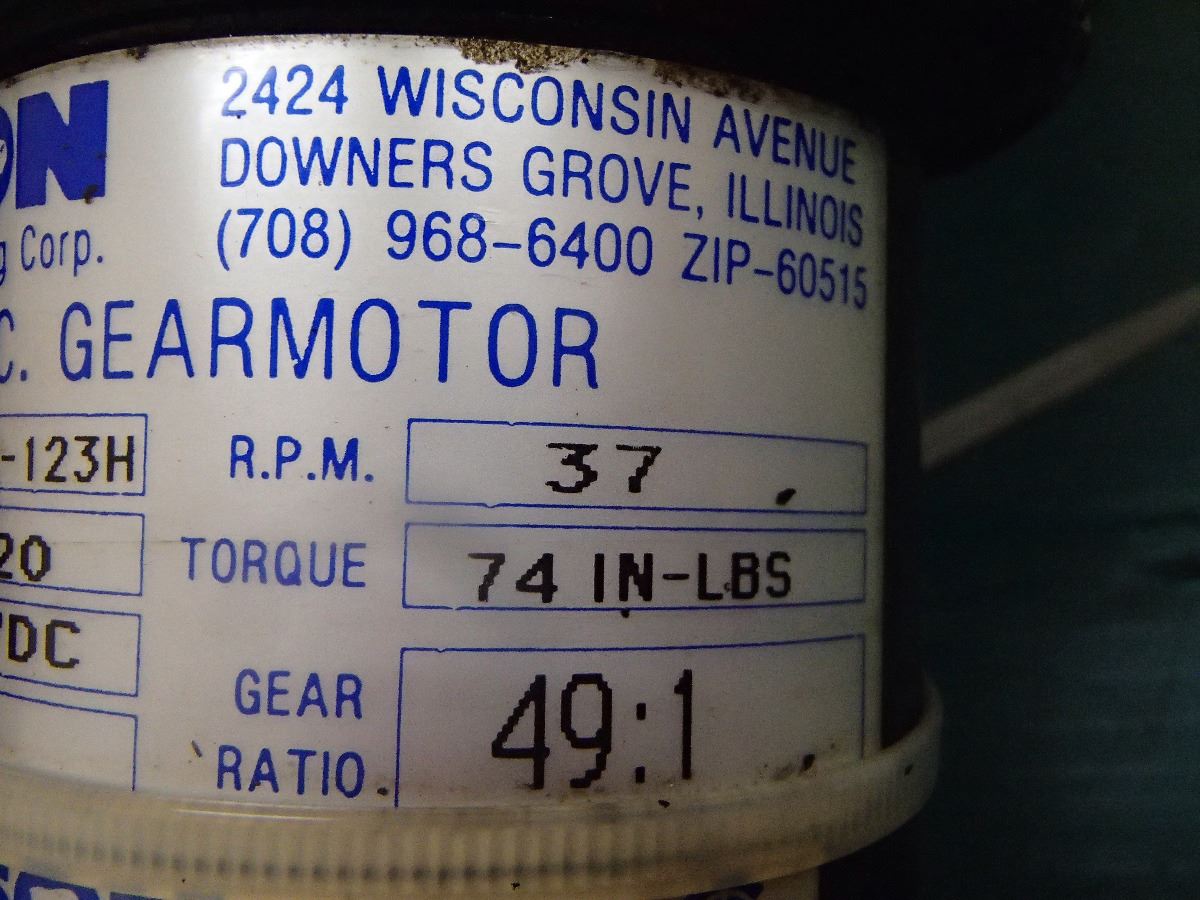 ON 2424 WISCONSIN AVENUE
DOWNERS GROVE, ILLINOIS
g Corp. (708) 968-6400 ZIP-60515
C. GEARMOTOR
-123H R.P.M. 37
20 TORQUE 74 IN-LBS
VDC
GEAR RATIO 49:1